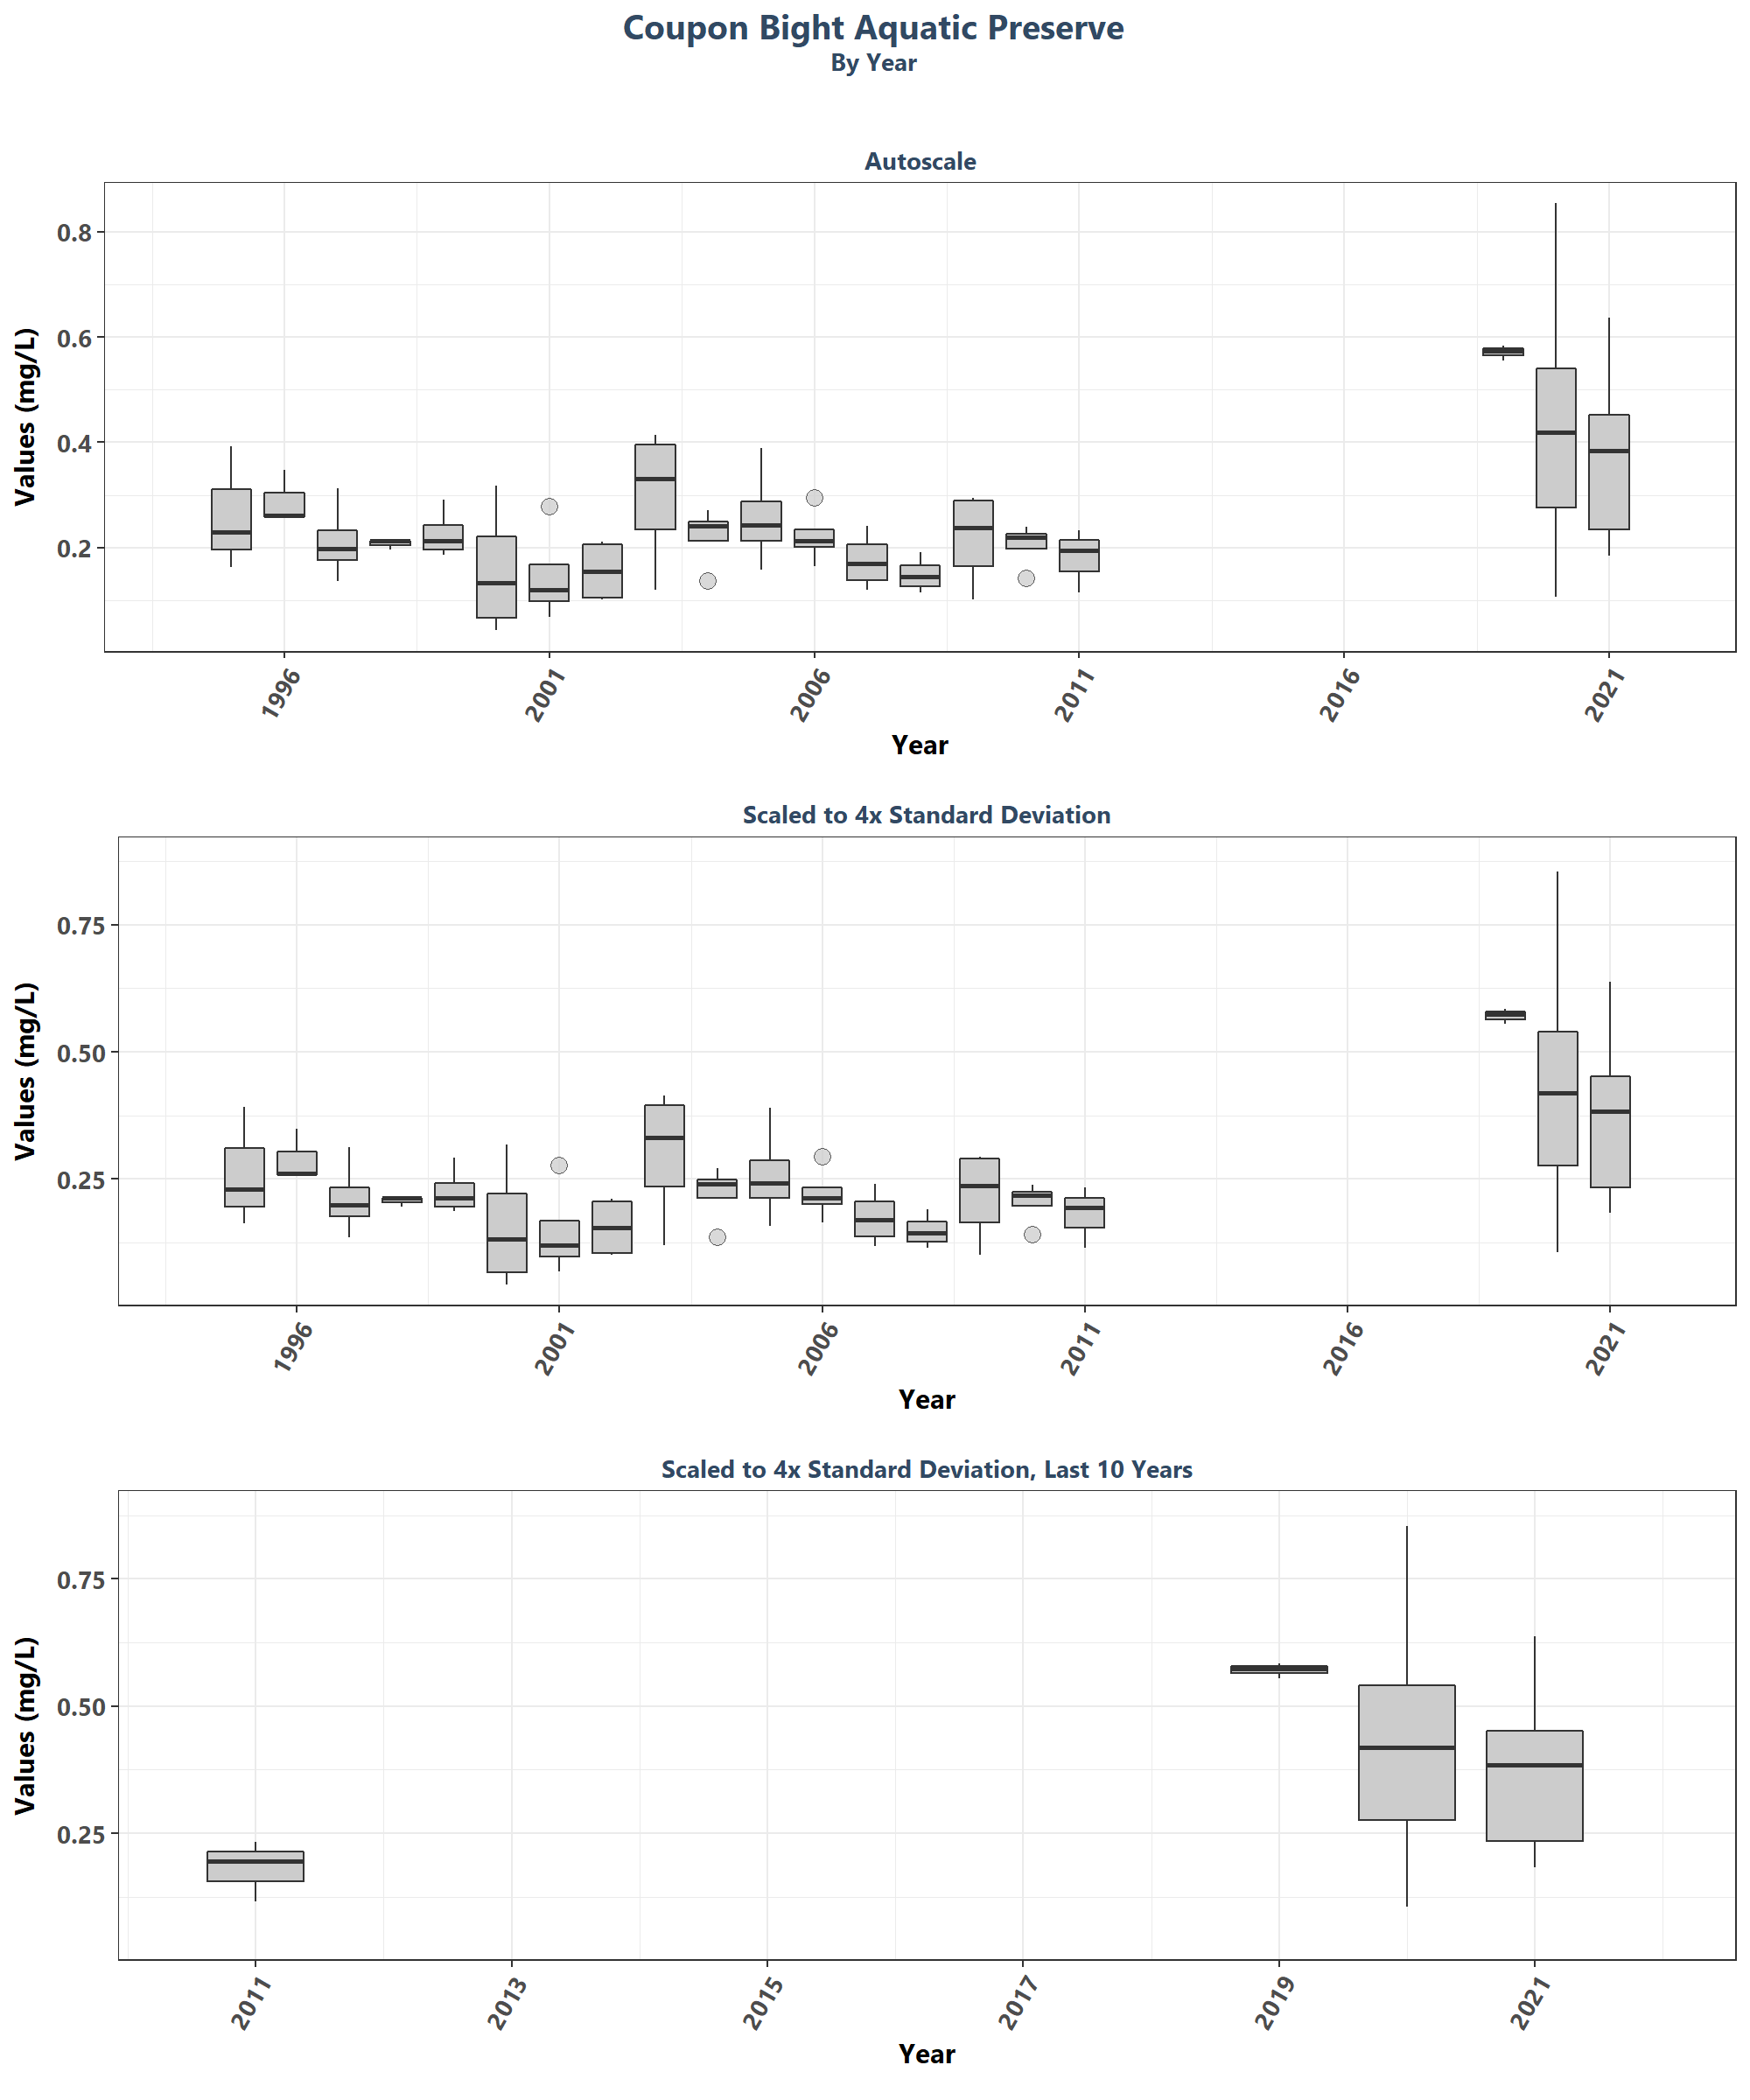 Coupon Bight Aquatic Preserve
By Year
Autoscale
Values (mg/L)
0.8
0.6
0.4
0.2
1996 2001 2006 2011 2016 2021
Year
Scaled to 4x Standard Deviation
Values (mg/L)
0.75
0.50
0.25
1996 2001 2006 2011 2016 2021
Year
Scaled to 4x Standard Deviation, Last 10 Years
Values (mg/L)
0.75
0.50
0.25
2011 2013 2015 2017 2019 2021
Year